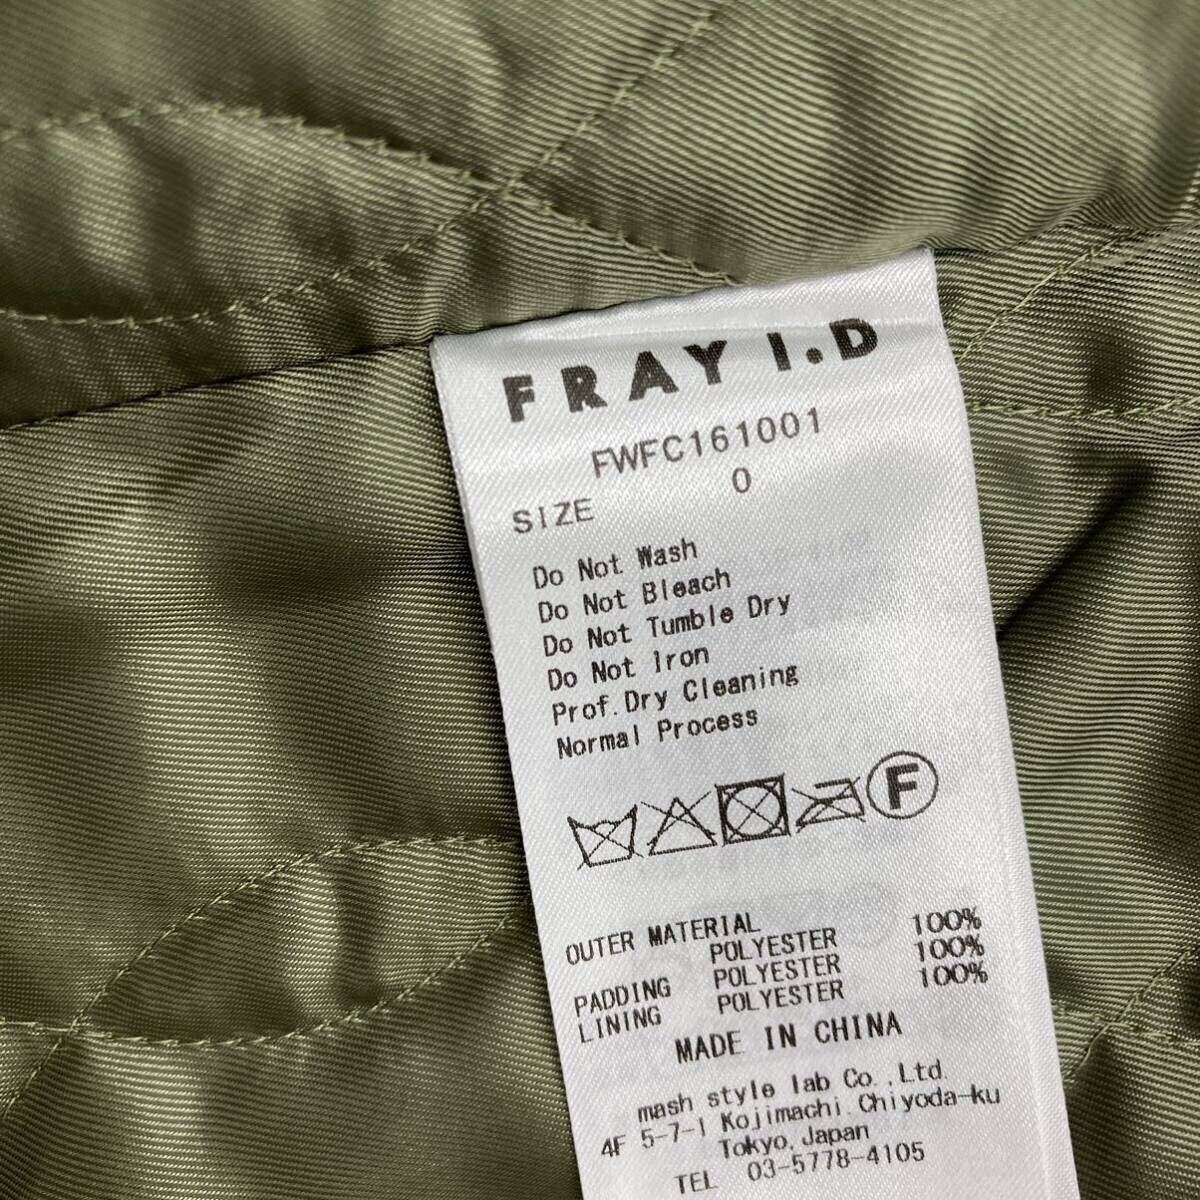 FRAY I.D
FWFC161001
SIZE 0
Do Not Wash
Do Not Bleach
Do Not Tumble Dry
Do Not Iron
Prof.Dry Cleaning
Normal Process
F
OUTER MATERIAL
POLYESTER 100%
PADDING POLYESTER 100%
LINING POLYESTER 100%
MADE IN CHINA
mash style lab Co.,Ltd.
4F 5-7-1 Kojimachi.Chiyoda-ku
Tokyo,Japan
TEL 03-5778-4105